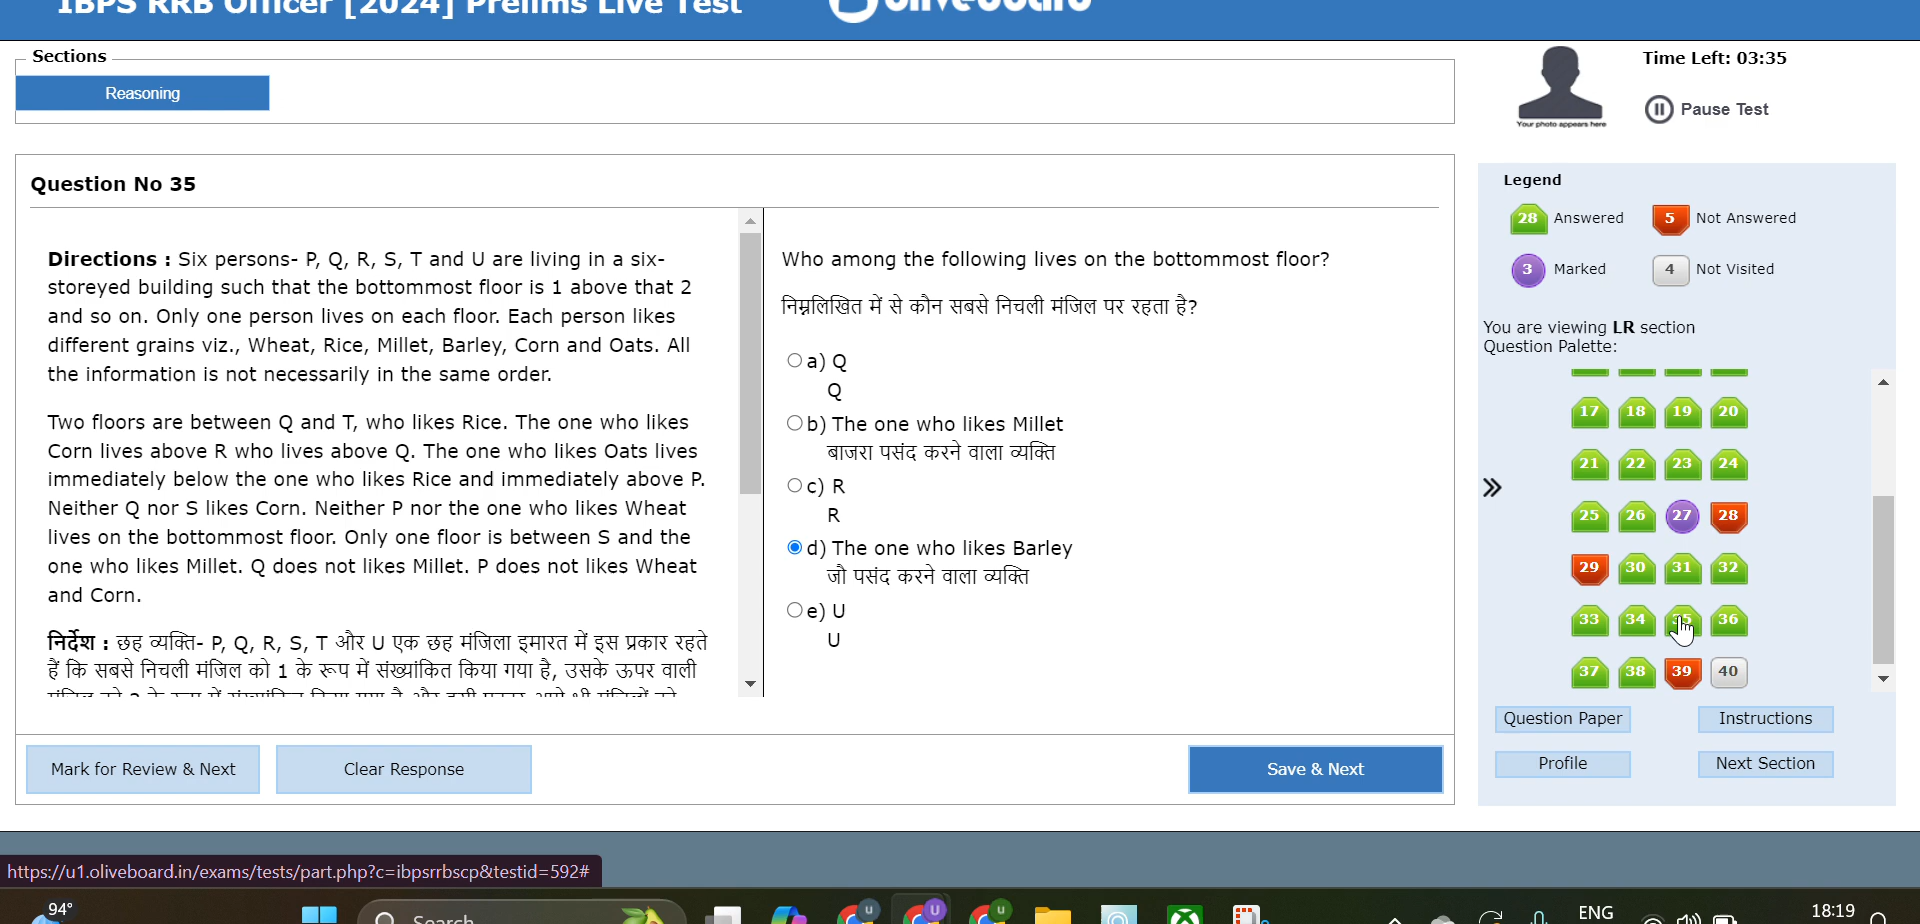 IBPS RRB Officer [2024] Prelims Live Test
oliveboard
Sections
Reasoning
Time Left: 03:35
Your photo appears here
Pause Test
Question No 35
Directions : Six persons- P, Q, R, S, T and U are living in a six-
storeyed building such that the bottommost floor is 1 above that 2
and so on. Only one person lives on each floor. Each person likes
different grains viz., Wheat, Rice, Millet, Barley, Corn and Oats. All
the information is not necessarily in the same order.
Two floors are between Q and T, who likes Rice. The one who likes
Corn lives above R who lives above Q. The one who likes Oats lives
immediately below the one who likes Rice and immediately above P.
Neither Q nor S likes Corn. Neither P nor the one who likes Wheat
lives on the bottommost floor. Only one floor is between S and the
one who likes Millet. Q does not likes Millet. P does not likes Wheat
and Corn.
निर्देश : छह व्यक्ति- P, Q, R, S, T और U एक छह मंजिला इमारत में इस प्रकार रहते
हैं कि सबसे निचली मंजिल को 1 के रूप में संख्यांकित किया गया है, उसके ऊपर वाली
Who among the following lives on the bottommost floor?
निम्नलिखित में से कौन सबसे निचली मंजिल पर रहता है?
a) Q
Q
b) The one who likes Millet
बाजरा पसंद करने वाला व्यक्ति
c) R
R
d) The one who likes Barley
जौ पसंद करने वाला व्यक्ति
e) U
U
Mark for Review & Next
Clear Response
Save & Next
Legend
28 Answered 5 Not Answered
3 Marked 4 Not Visited
You are viewing LR section
Question Palette:
17 18 19 20
21 22 23 24
25 26 27 28
29 30 31 32
33 34 35 36
37 38 39 40
Question Paper Instructions
Profile Next Section
https://u1.oliveboard.in/exams/tests/part.php?c=ibpsrrbscp&testid=592#
94°
Search
U U U
ENG
18:19